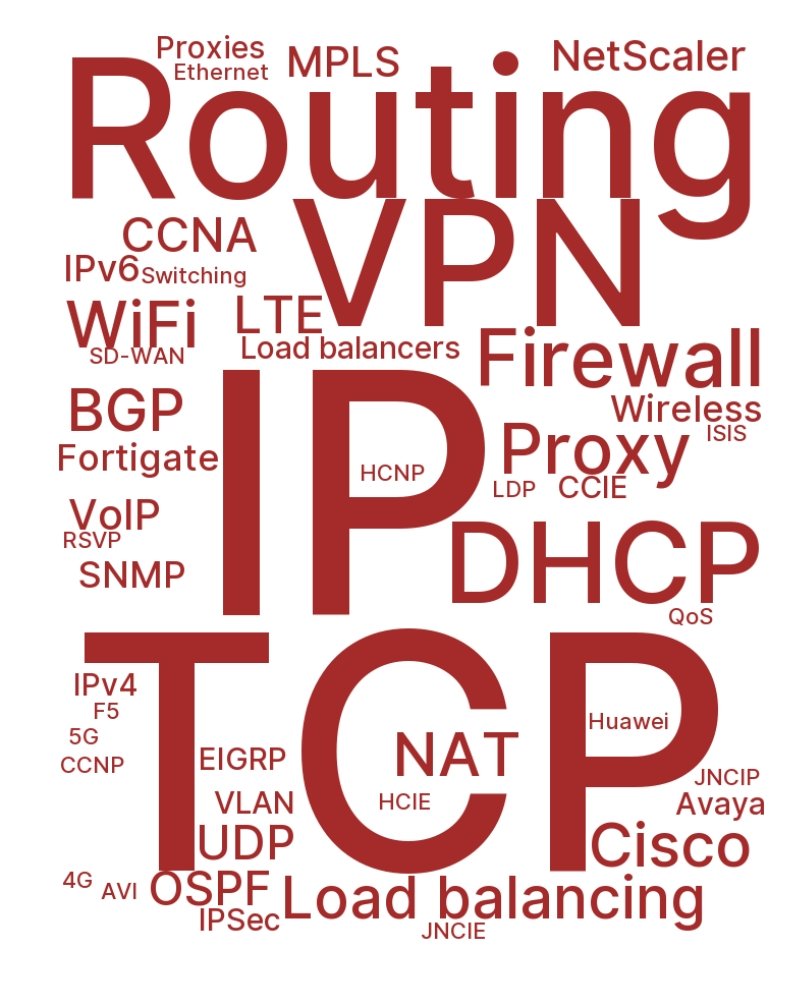 Proxies
Ethernet
MPLS
NetScaler
Routing
VPN
CCNA
IPv6
Switching
WiFi
LTE
SD-WAN
Load balancers
Firewall
BGP
Wireless
ISIS
Fortigate
IP
HCNP
Proxy
LDP
CCIE
VoIP
RSVP
SNMP
DHCP
QoS
TCP
IPv4
F5
5G
CCNP
EIGRP
NAT
Huawei
JNCIP
VLAN
HCIE
Avaya
UDP
Cisco
4G
AVI
OSPF
Load balancing
IPSec
JNCIE